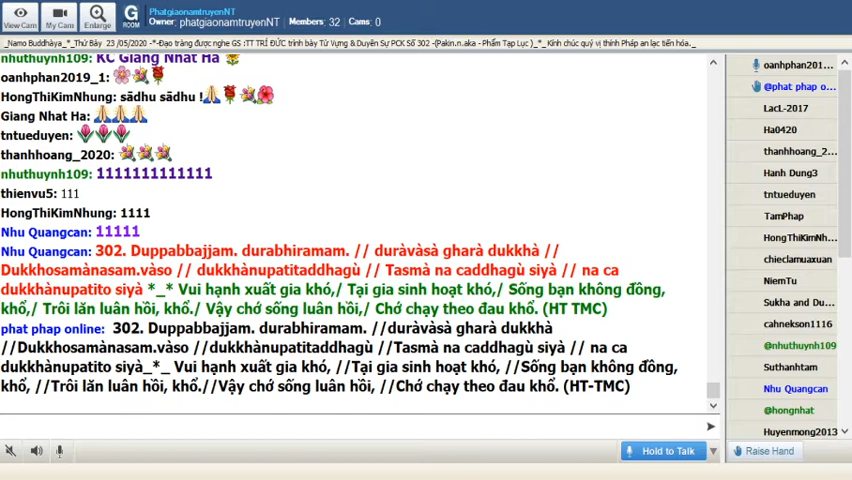 PhatgiaonamtruyenNT
Owner: phatgiaonamtruyenNT Members: 32 Cams: 0
View Cam My Cam Enlarge G ROOM
_Namo Buddhàya_*_Thứ Bảy 23 /05/2020 -*-Đạo tràng được nghe GS :TT TRÍ ĐỨC trình bày Từ Vựng & Duyên Sự PCK Số 302 -(Pakin.n.aka - Phẩm Tạp Lục )_*_ Kính chúc quý vị thính Pháp an lạc tiến hóa._
nhuthuynh109: KC Giang Nhat Ha
oanhphan2019_1:
HongThiKimNhung: sādhu sādhu !
Giang Nhat Ha:
tntueduyen:
thanhhoang_2020:
nhuthuynh109: 1111111111111
thienvu5: 111
HongThiKimNhung: 1111
Nhu Quangcan: 11111
Nhu Quangcan: 302. Duppabbajjam. durabhiramam. // duràvàsà gharà dukkhà //
Dukkhosamànasam.vàso // dukkhànupatitaddhagù // Tasmà na caddhagù siyà // na ca
dukkhànupatito siyà *_* Vui hạnh xuất gia khó,/ Tại gia sinh hoạt khó,/ Sống bạn không đồng,
khổ,/ Trôi lăn luân hồi, khổ./ Vậy chớ sống luân hồi,/ Chớ chạy theo đau khổ. (HT TMC)
phat phap online: 302. Duppabbajjam. durabhiramam. //duràvàsà gharà dukkhà
//Dukkhosamànasam.vàso //dukkhànupatitaddhagù //Tasmà na caddhagù siyà // na ca
dukkhànupatito siyà_*_ Vui hạnh xuất gia khó, //Tại gia sinh hoạt khó, //Sống bạn không đồng,
khổ, //Trôi lăn luân hồi, khổ.//Vậy chớ sống luân hồi, //Chớ chạy theo đau khổ. (HT-TMC)
oanhphan201...
@phat phap o...
LacL-2017
Ha0420
thanhhoang_2...
Hanh Dung3
tntueduyen
TamPhap
HongThiKimNh...
chieclamuaxuan
NiemTu
Sukha and Du...
cahnekson1116
@nhuthuynh109
Suthanhtam
Nhu Quangcan
@hongnhat
Huyenmong2013
Hold to Talk
Raise Hand